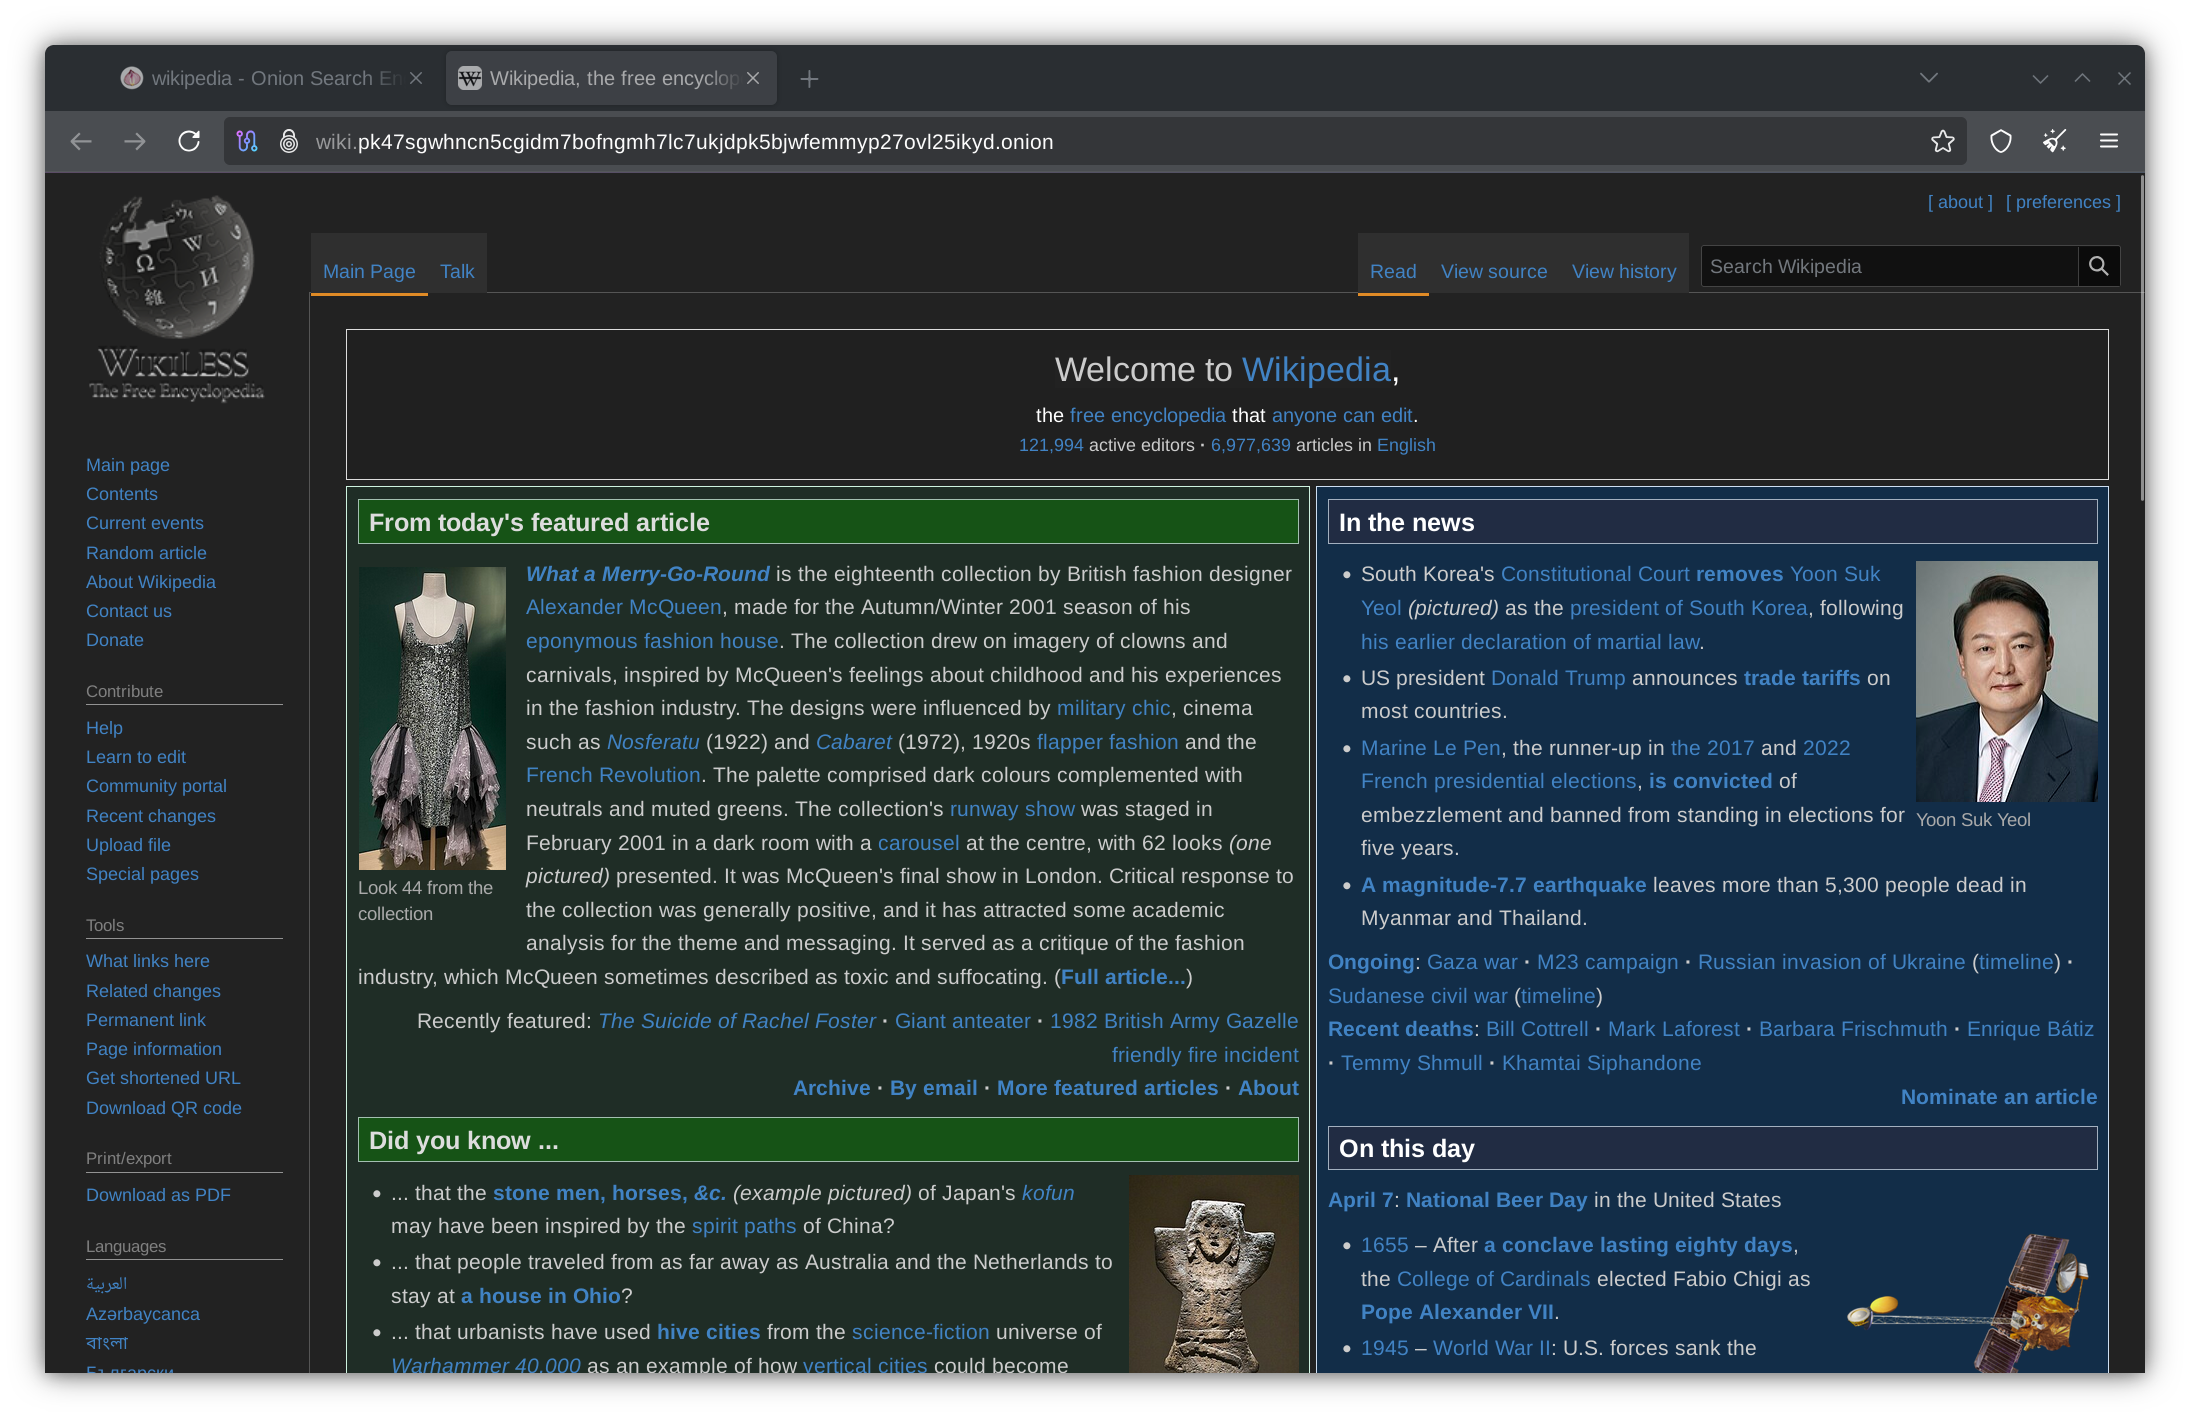 wikipedia - Onion Search En
Wikipedia, the free encyclop
wiki.pk47sgwhncn5cgidm7bofngmh7lc7ukjdpk5bjwfemmyp27ovl25ikyd.onion
[ about ] [ preferences ]
WIKILESS
The Free Encyclopedia
Main Page Talk
Read View source View history
Search Wikipedia
Main page
Contents
Current events
Random article
About Wikipedia
Contact us
Donate
Contribute
Help
Learn to edit
Community portal
Recent changes
Upload file
Special pages
Tools
What links here
Related changes
Permanent link
Page information
Get shortened URL
Download QR code
Print/export
Download as PDF
Languages
العربية
Azərbaycanca
বাংলা
Български
Welcome to Wikipedia,
the free encyclopedia that anyone can edit.
121,994 active editors · 6,977,639 articles in English
From today's featured article
What a Merry-Go-Round is the eighteenth collection by British fashion designer
Alexander McQueen, made for the Autumn/Winter 2001 season of his
eponymous fashion house. The collection drew on imagery of clowns and
carnivals, inspired by McQueen's feelings about childhood and his experiences
in the fashion industry. The designs were influenced by military chic, cinema
such as Nosferatu (1922) and Cabaret (1972), 1920s flapper fashion and the
French Revolution. The palette comprised dark colours complemented with
neutrals and muted greens. The collection's runway show was staged in
February 2001 in a dark room with a carousel at the centre, with 62 looks (one
pictured) presented. It was McQueen's final show in London. Critical response to
the collection was generally positive, and it has attracted some academic
analysis for the theme and messaging. It served as a critique of the fashion
industry, which McQueen sometimes described as toxic and suffocating. (Full article...)
Look 44 from the
collection
Recently featured: The Suicide of Rachel Foster · Giant anteater · 1982 British Army Gazelle
friendly fire incident
Archive · By email · More featured articles · About
Did you know ...
... that the stone men, horses, &c. (example pictured) of Japan's kofun
may have been inspired by the spirit paths of China?
... that people traveled from as far away as Australia and the Netherlands to
stay at a house in Ohio?
... that urbanists have used hive cities from the science-fiction universe of
Warhammer 40,000 as an example of how vertical cities could become
In the news
South Korea's Constitutional Court removes Yoon Suk
Yeol (pictured) as the president of South Korea, following
his earlier declaration of martial law.
US president Donald Trump announces trade tariffs on
most countries.
Marine Le Pen, the runner-up in the 2017 and 2022
French presidential elections, is convicted of
embezzlement and banned from standing in elections for
five years.
Yoon Suk Yeol
A magnitude-7.7 earthquake leaves more than 5,300 people dead in
Myanmar and Thailand.
Ongoing: Gaza war · M23 campaign · Russian invasion of Ukraine (timeline) ·
Sudanese civil war (timeline)
Recent deaths: Bill Cottrell · Mark Laforest · Barbara Frischmuth · Enrique Bátiz
· Temmy Shmull · Khamtai Siphandone
Nominate an article
On this day
April 7: National Beer Day in the United States
1655 – After a conclave lasting eighty days,
the College of Cardinals elected Fabio Chigi as
Pope Alexander VII.
1945 – World War II: U.S. forces sank the